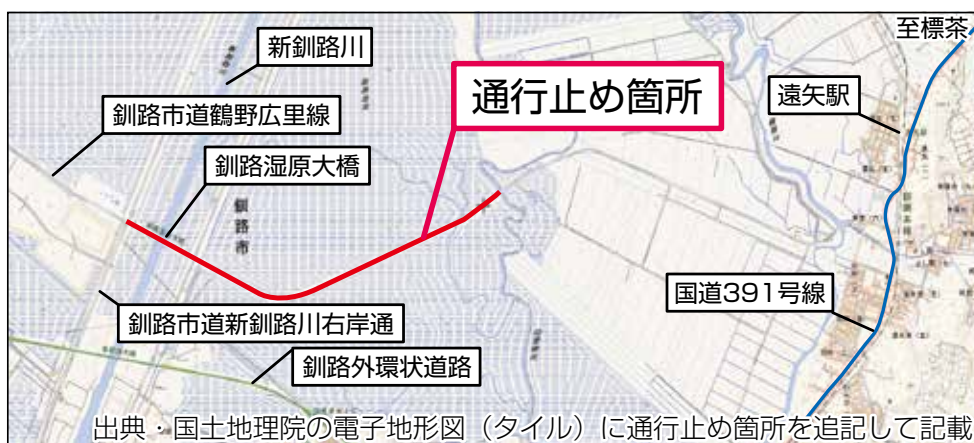 至標茶
新釧路川
通行止め箇所
遠矢駅
釧路市道鶴野広里線
釧路湿原大橋
釧路市
国道391号線
釧路市道新釧路川右岸通
釧路外環状道路
出典・国土地理院の電子地形図（タイル）に通行止め箇所を追記して記載